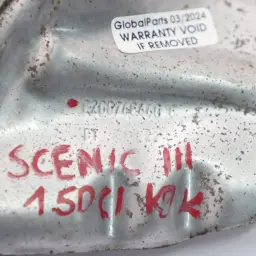 GlobalParts 03/2024
WARRANTY VOID
IF REMOVED
SCENIC III
1.5DCI K9K